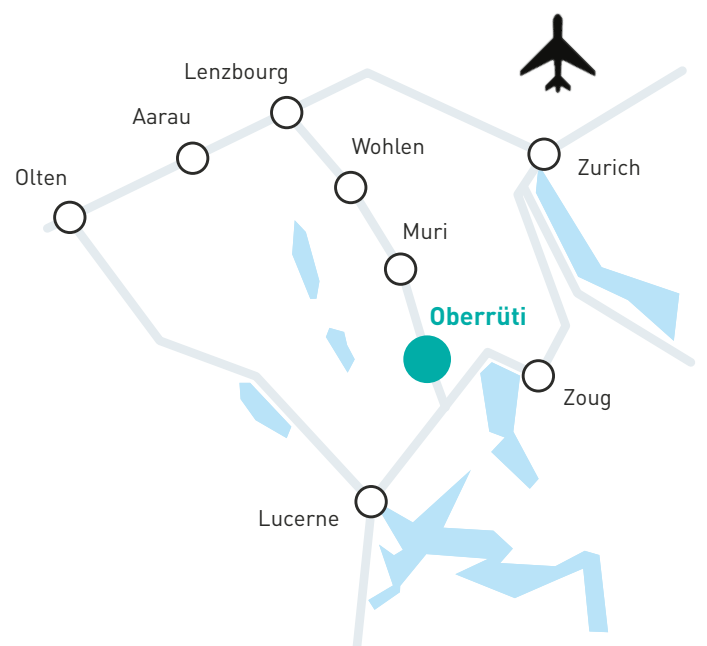 Lenzbourg
Aarau
Wohlen
Zurich
Olten
Muri
Oberrüti
Zoug
Lucerne